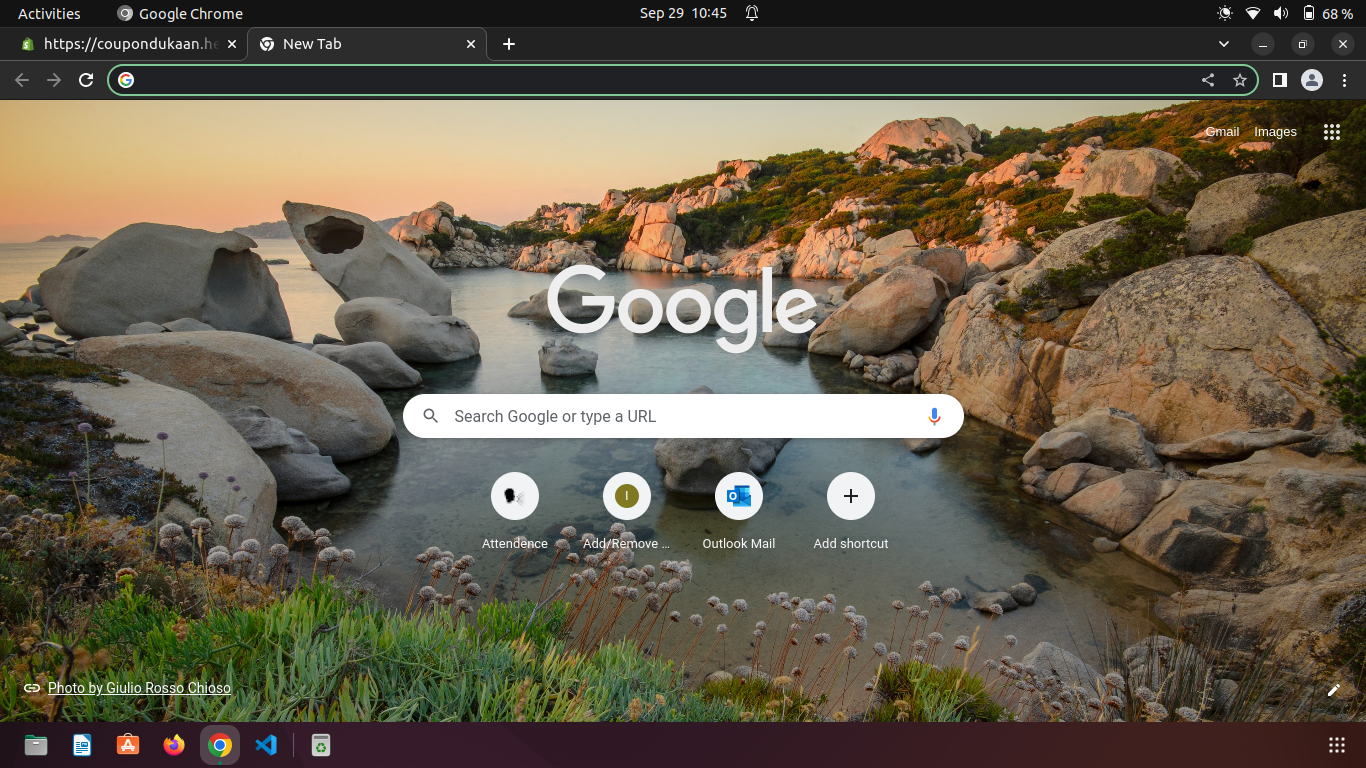 Activities
Google Chrome
Sep 29 10:45
68 %
https://coupondukaan.he
New Tab
Gmail
Images
Google
Search Google or type a URL
Attendence
Add/Remove ...
Outlook Mail
Add shortcut
Photo by Giulio Rosso Chioso